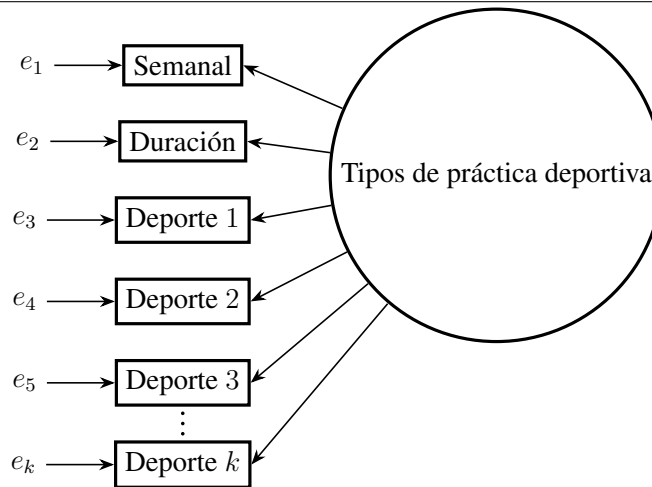 e₁ Semanal
e₂ Duración
Tipos de práctica deportiva
e₃ Deporte 1
e₄ Deporte 2
e₅ Deporte 3
⋮
eₖ Deporte k